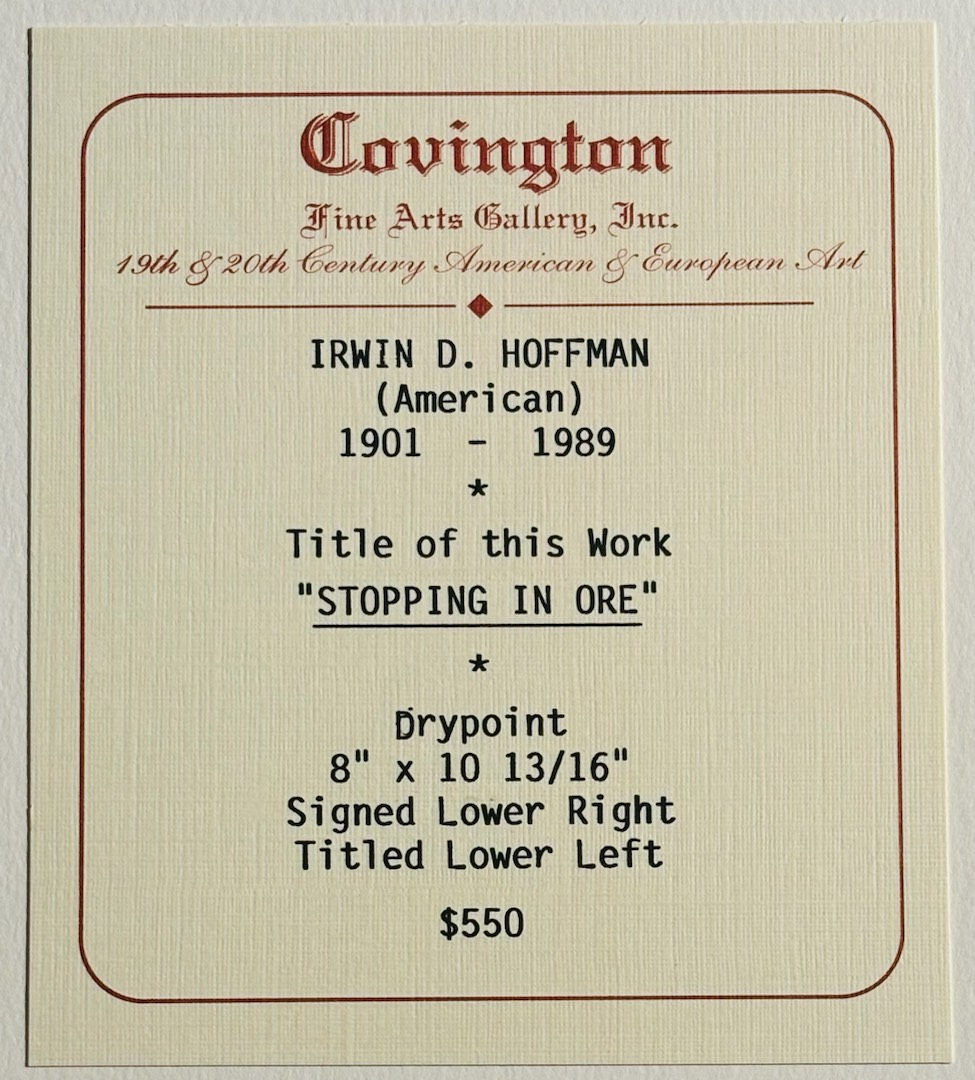 Covington
Fine Arts Gallery, Inc.
19th & 20th Century American & European Art
IRWIN D. HOFFMAN
(American)
1901 - 1989
*
Title of this Work
"STOPPING IN ORE"
*
Drypoint
8" x 10 13/16"
Signed Lower Right
Titled Lower Left
$550